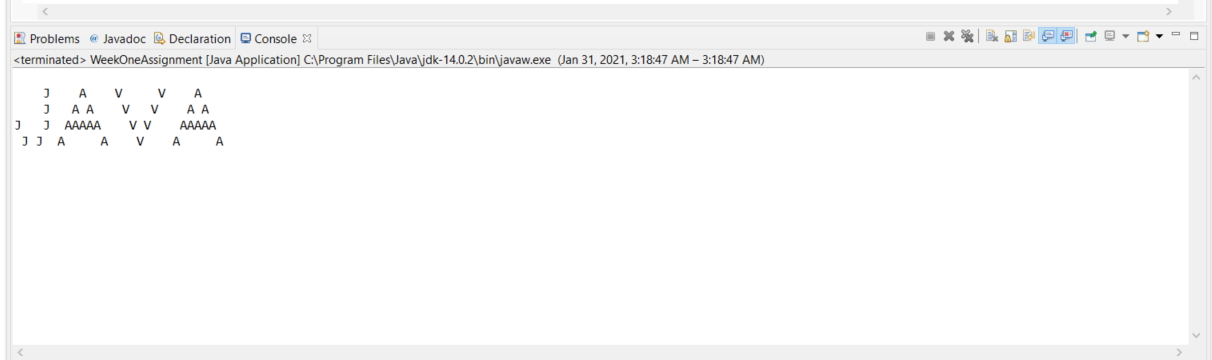 Problems @ Javadoc Declaration Console
<terminated> WeekOneAssignment [Java Application] C:\Program Files\Java\jdk-14.0.2\bin\javaw.exe (Jan 31, 2021, 3:18:47 AM – 3:18:47 AM)
    J    A    V     V    A
    J   A A    V   V    A A
J   J  AAAAA    V V    AAAAA
 J J  A     A    V    A     A